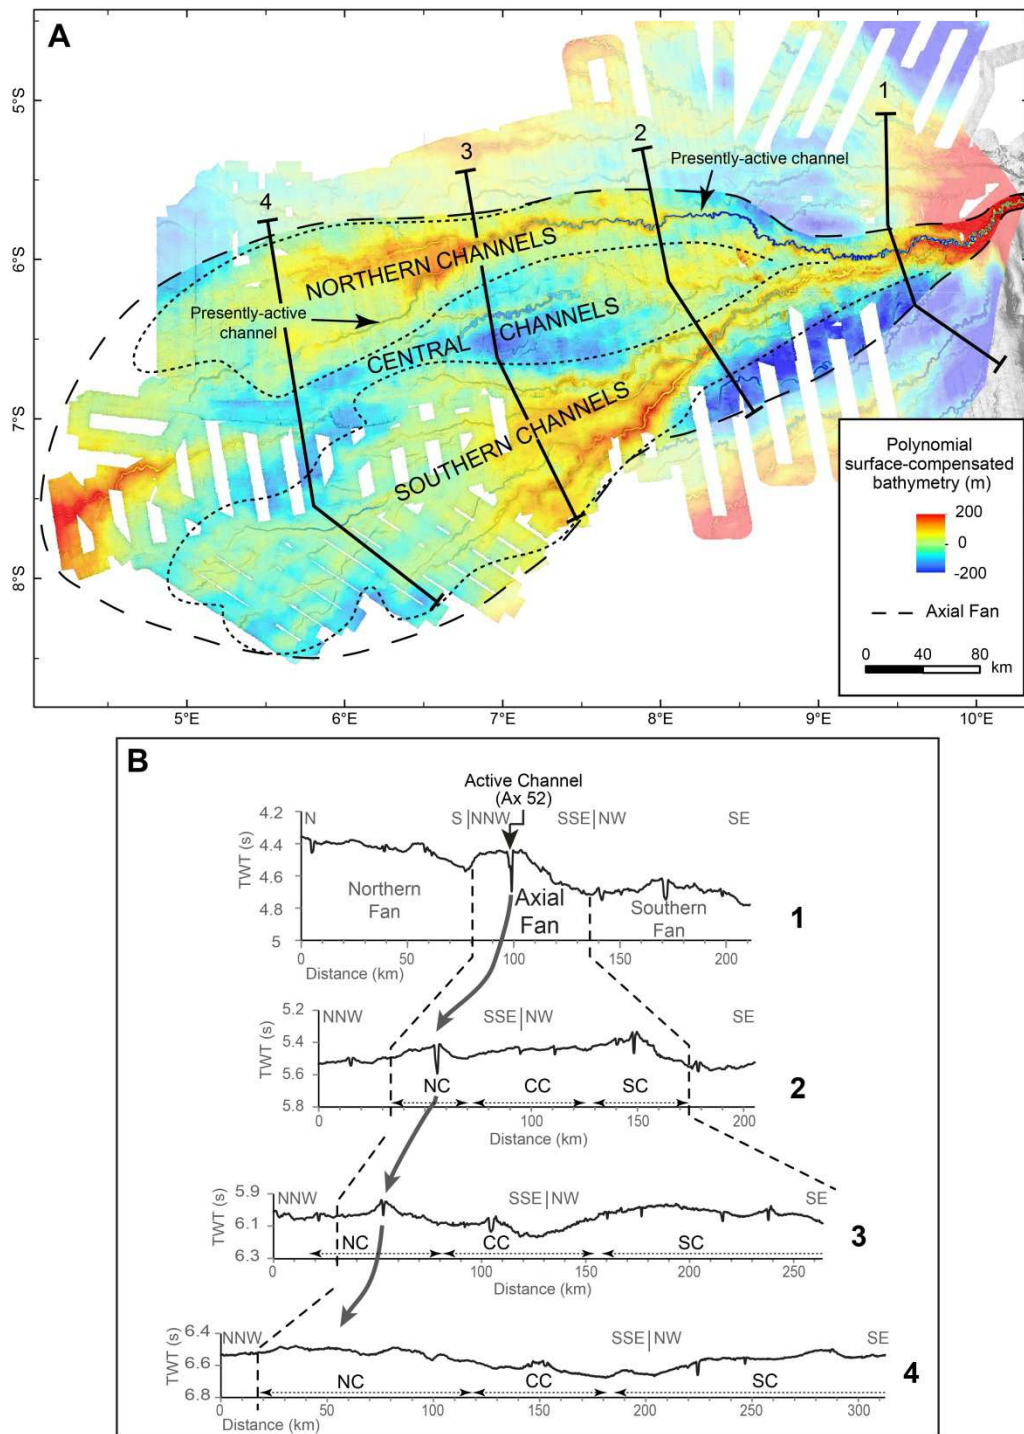 A
5°S
6°S
7°S
8°S
1
2
3
4
Presently-active channel
NORTHERN CHANNELS
Presently-active
channel
CENTRAL CHANNELS
SOUTHERN CHANNELS
Polynomial
surface-compensated
bathymetry (m)
200
0
-200
Axial Fan
0 40 80
km
5°E 6°E 7°E 8°E 9°E 10°E
B
Active Channel
(Ax 52)
N S|NNW SSE|NW SE
TWT (s)
4.2
4.4
4.6
4.8
5
Northern
Fan
Axial
Fan
Southern
Fan
1
0 50 100 150 200
Distance (km)
NNW SSE|NW SE
TWT (s)
5.2
5.4
5.6
5.8
NC CC SC
2
0 50 100 150 200
Distance (km)
NNW SSE|NW SE
TWT (s)
5.9
6.1
6.3
NC CC SC
3
0 50 100 150 200 250
Distance (km)
NNW SSE|NW SE
TWT (s)
6.4
6.6
6.8
NC CC SC
4
0 50 100 150 200 250 300
Distance (km)